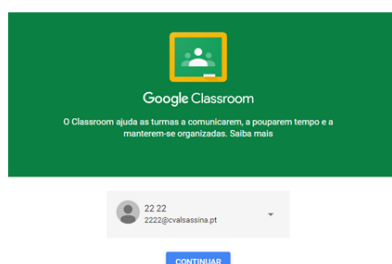 Google Classroom
O Classroom ajuda as turmas a comunicarem, a pouparem tempo e a
manterem-se organizadas. Saiba mais
22 22
2222@cvalsassina.pt
CONTINUAR